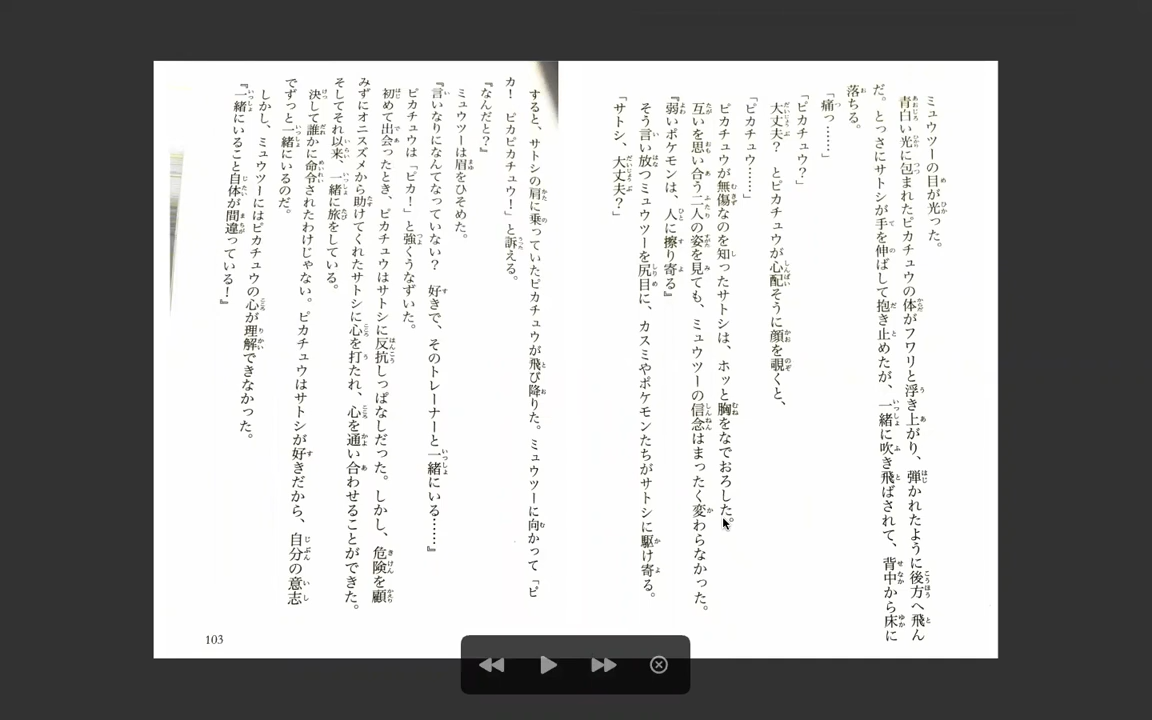 ミュウツーの目が光った。
青白い光に包まれたピカチュウの体がフワリと浮き上がり、弾かれたように後方へ飛ん
だ。とっさにサトシが手を伸ばして抱き止めたが、一緒に吹き飛ばされて、背中から床に
落ちる。
「痛っ……」
「ピカチュウ？」
大丈夫？　とピカチュウが心配そうに顔を覗くと、
「ピカチュウ……」
ピカチュウが無傷なのを知ったサトシは、ホッと胸をなでおろした。
互いを思い合う二人の姿を見ても、ミュウツーの信念はまったく変わらなかった。
『弱いポケモンは、人に擦り寄る』
そう言い放つミュウツーを尻目に、カスミやポケモンたちがサトシに駆け寄る。
「サトシ、大丈夫？」
すると、サトシの肩に乗っていたピカチュウが飛び降りた。ミュウツーに向かって「ピ
カ！　ピカピカチュウ！」と訴える。
『なんだと？』
ミュウツーは眉をひそめた。
『言いなりになんてなっていない？　好きで、そのトレーナーと一緒にいる……』
ピカチュウは「ピカ！」と強くうなずいた。
初めて出会ったとき、ピカチュウはサトシに反抗しっぱなしだった。しかし、危険を顧
みずにオニスズメから助けてくれたサトシに心を打たれ、心を通い合わせることができた。
そしてそれ以来、一緒に旅をしている。
決して誰かに命令されたわけじゃない。ピカチュウはサトシが好きだから、自分の意志
でずっと一緒にいるのだ。
しかし、ミュウツーにはピカチュウの心が理解できなかった。
『一緒にいること自体が間違っている！』
103